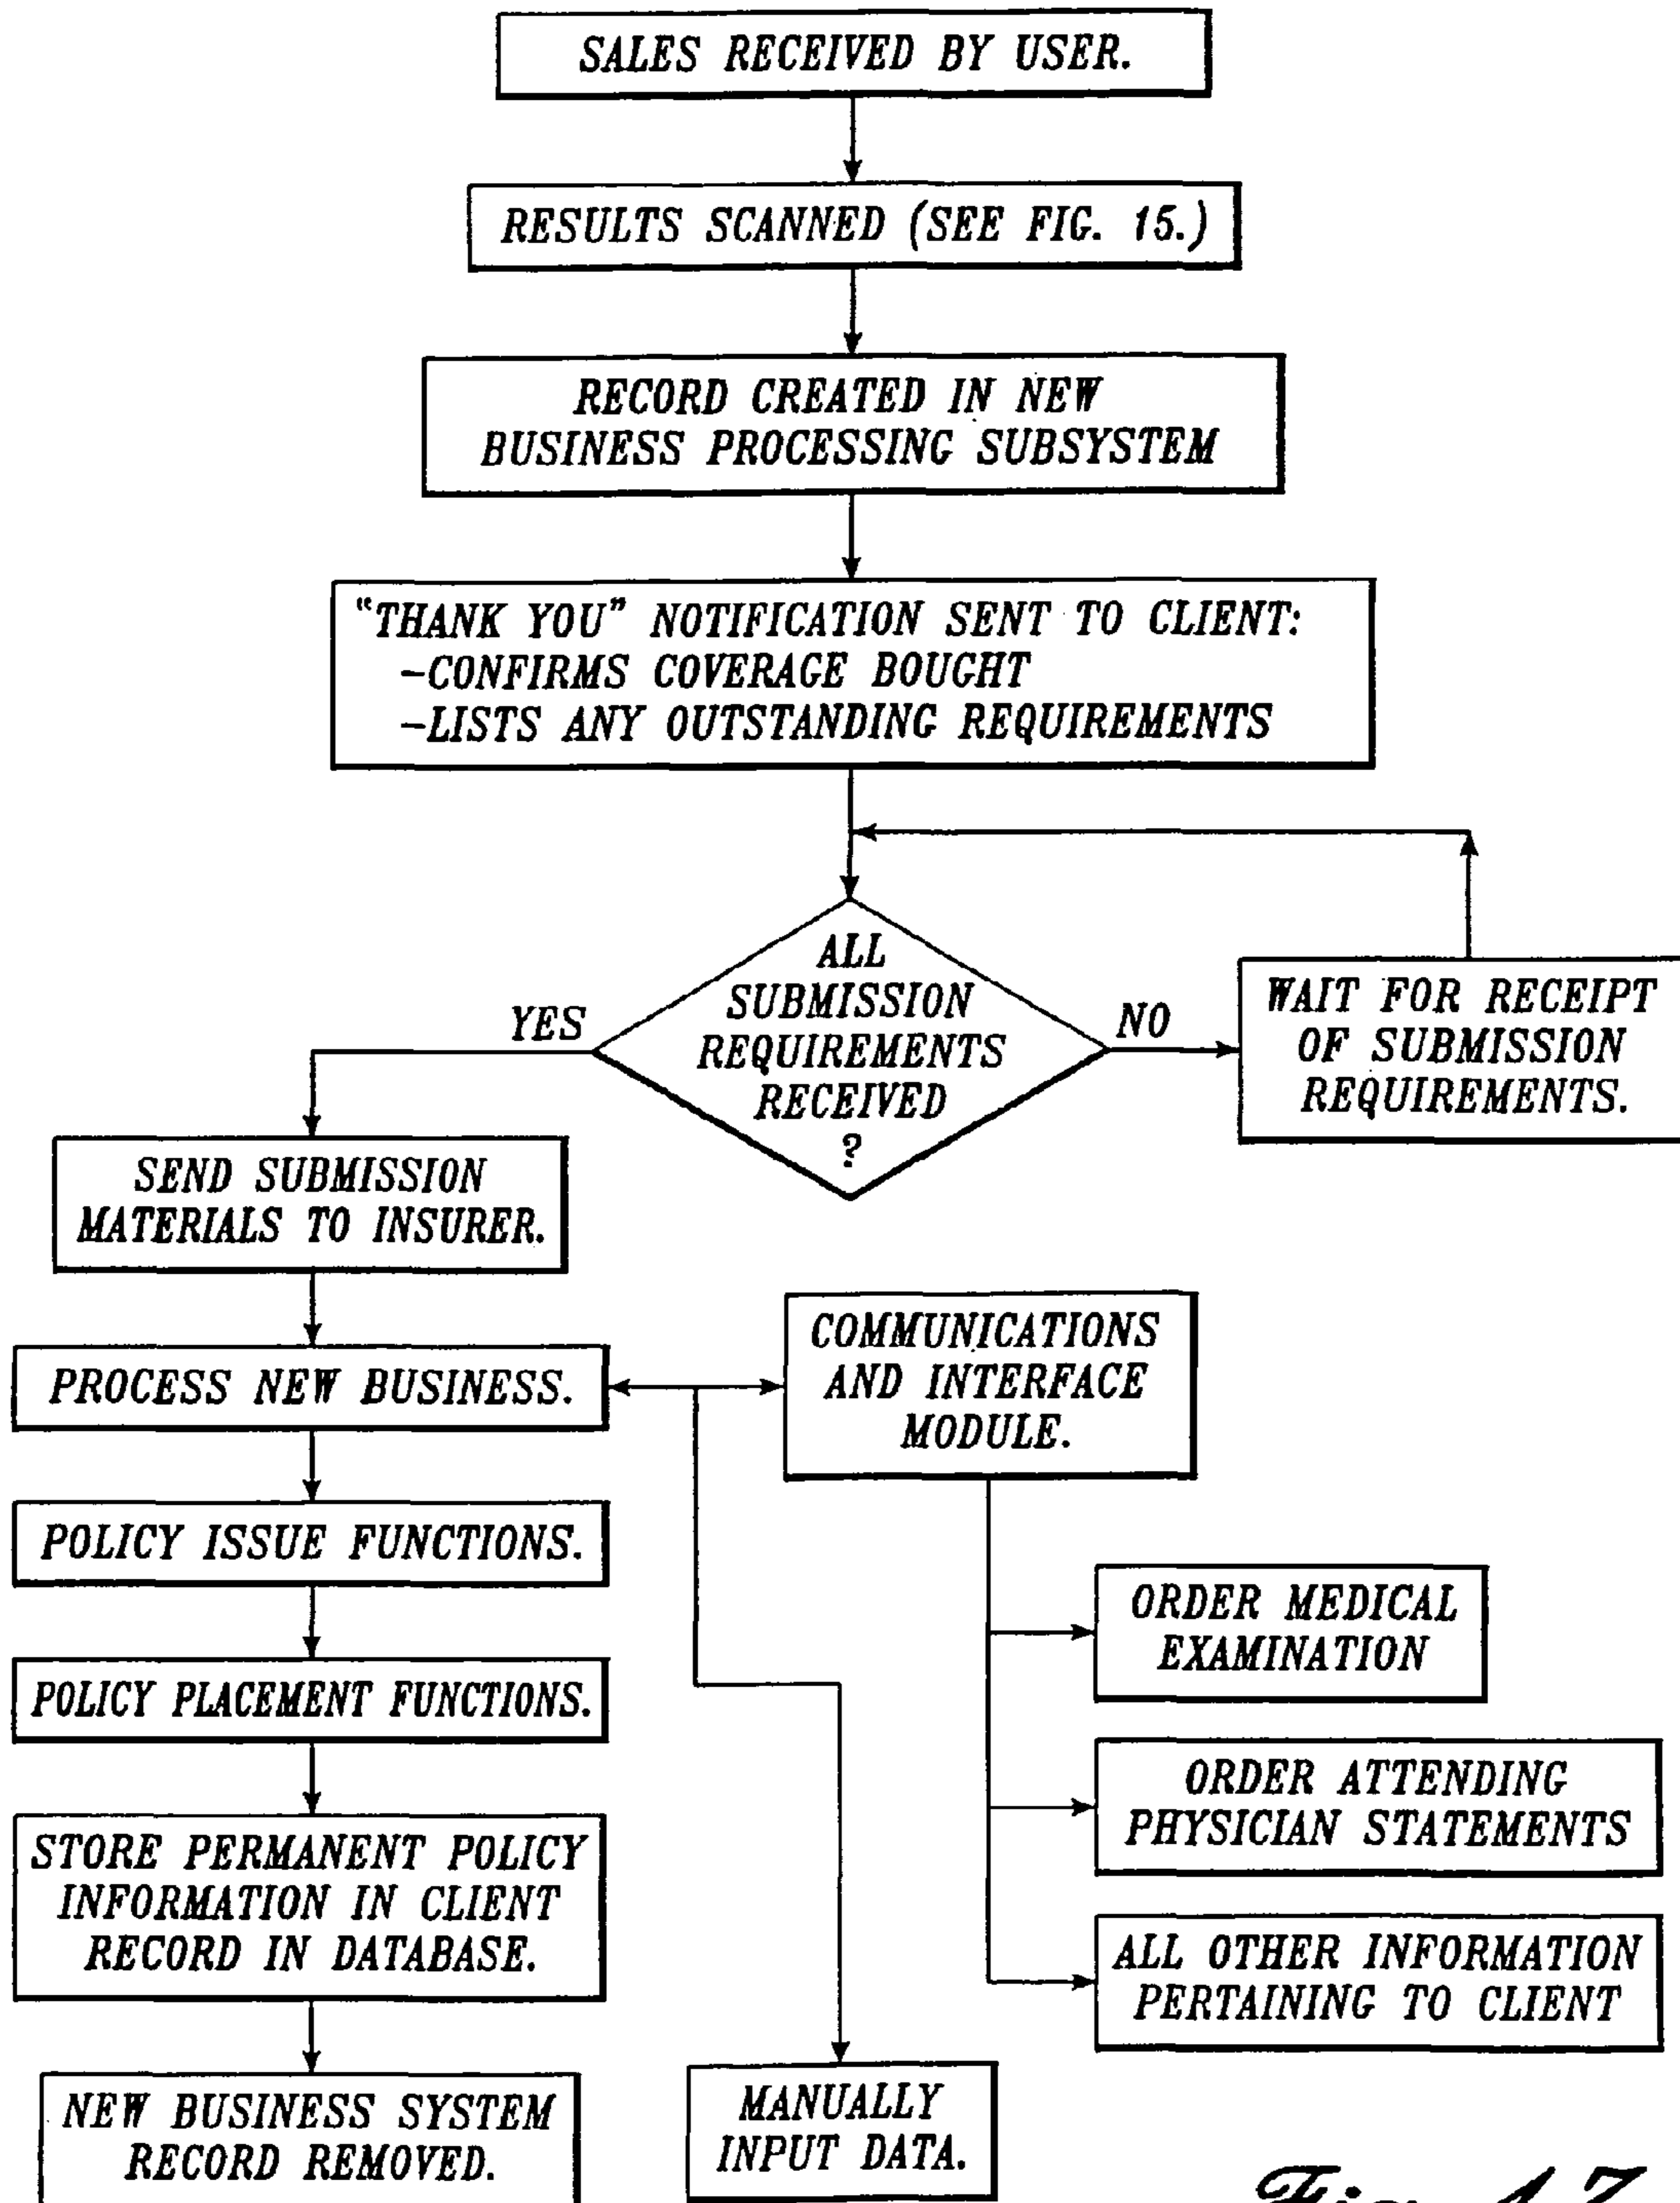 SALES RECEIVED BY USER.
RESULTS SCANNED (SEE FIG. 15.)
RECORD CREATED IN NEW
BUSINESS PROCESSING SUBSYSTEM
“THANK YOU” NOTIFICATION SENT TO CLIENT:
-CONFIRMS COVERAGE BOUGHT
-LISTS ANY OUTSTANDING REQUIREMENTS
ALL
SUBMISSION
REQUIREMENTS
RECEIVED
?
YES
NO
WAIT FOR RECEIPT
OF SUBMISSION
REQUIREMENTS.
SEND SUBMISSION
MATERIALS TO INSURER.
PROCESS NEW BUSINESS.
COMMUNICATIONS
AND INTERFACE
MODULE.
POLICY ISSUE FUNCTIONS.
ORDER MEDICAL
EXAMINATION
POLICY PLACEMENT FUNCTIONS.
ORDER ATTENDING
PHYSICIAN STATEMENTS
STORE PERMANENT POLICY
INFORMATION IN CLIENT
RECORD IN DATABASE.
ALL OTHER INFORMATION
PERTAINING TO CLIENT
NEW BUSINESS SYSTEM
RECORD REMOVED.
MANUALLY
INPUT DATA.
Fig. 17